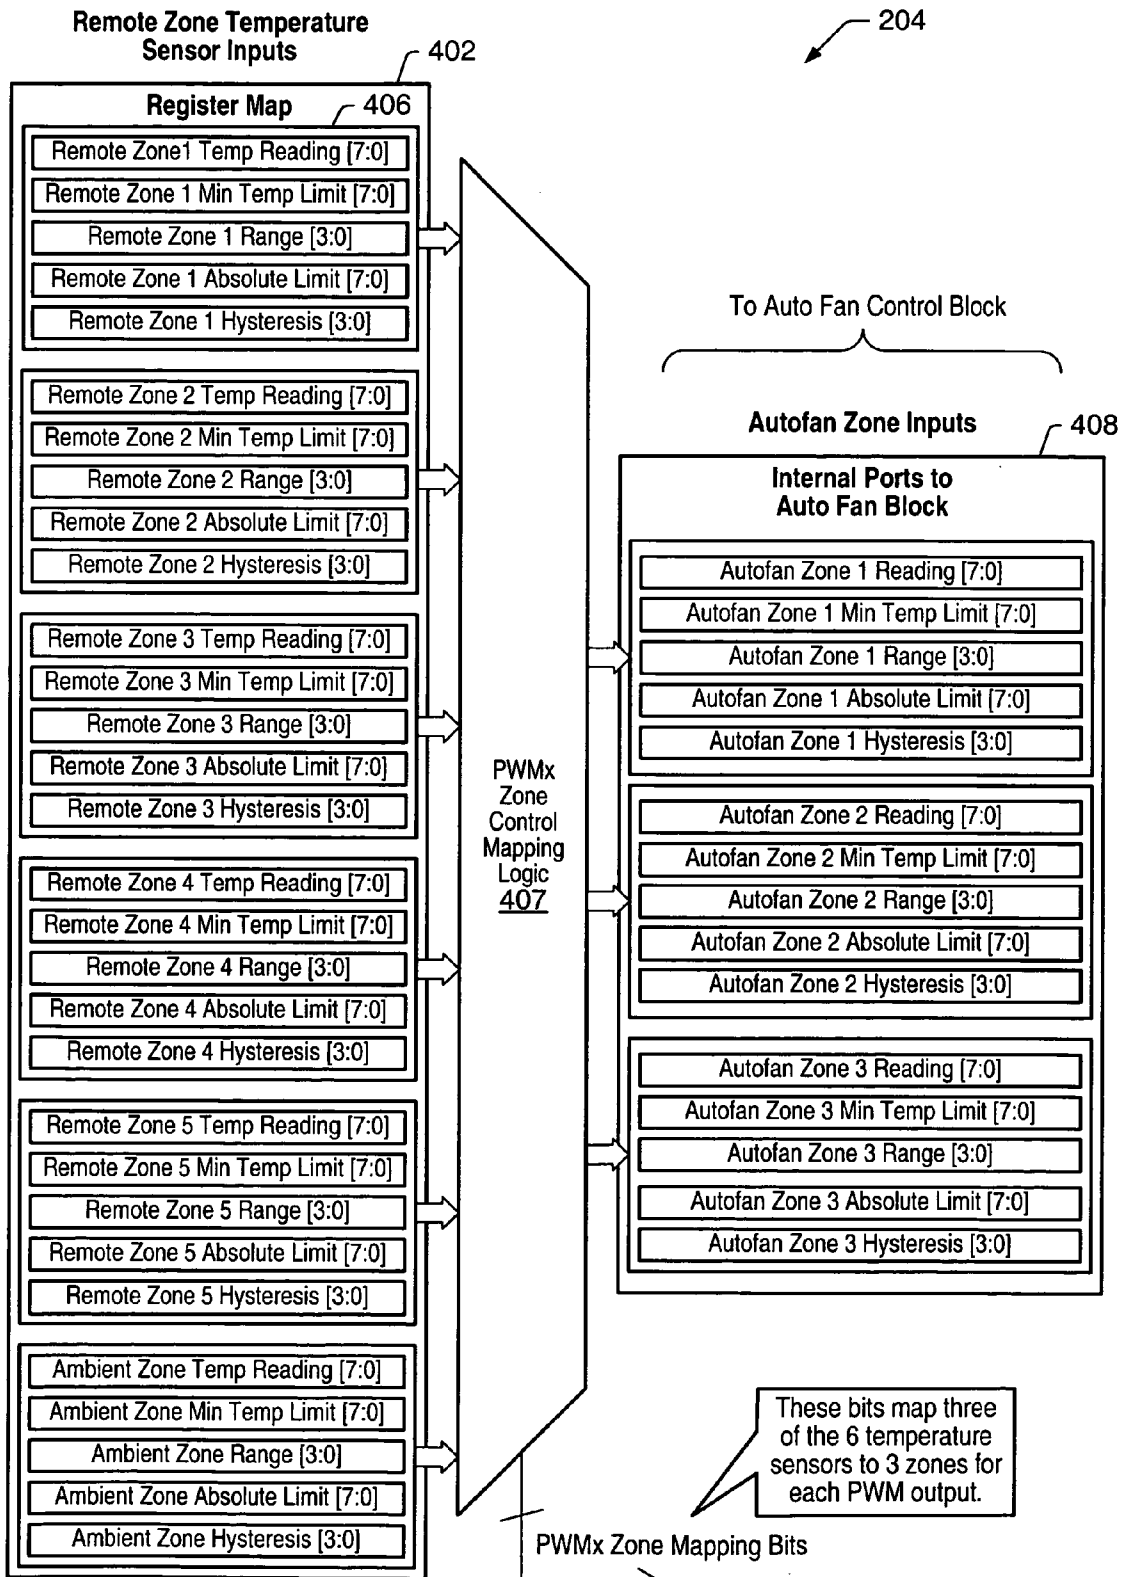 Remote Zone Temperature
Sensor Inputs
402
204
Register Map
406
Remote Zone1 Temp Reading [7:0]
Remote Zone 1 Min Temp Limit [7:0]
Remote Zone 1 Range [3:0]
Remote Zone 1 Absolute Limit [7:0]
Remote Zone 1 Hysteresis [3:0]
Remote Zone 2 Temp Reading [7:0]
Remote Zone 2 Min Temp Limit [7:0]
Remote Zone 2 Range [3:0]
Remote Zone 2 Absolute Limit [7:0]
Remote Zone 2 Hysteresis [3:0]
Remote Zone 3 Temp Reading [7:0]
Remote Zone 3 Min Temp Limit [7:0]
Remote Zone 3 Range [3:0]
Remote Zone 3 Absolute Limit [7:0]
Remote Zone 3 Hysteresis [3:0]
Remote Zone 4 Temp Reading [7:0]
Remote Zone 4 Min Temp Limit [7:0]
Remote Zone 4 Range [3:0]
Remote Zone 4 Absolute Limit [7:0]
Remote Zone 4 Hysteresis [3:0]
Remote Zone 5 Temp Reading [7:0]
Remote Zone 5 Min Temp Limit [7:0]
Remote Zone 5 Range [3:0]
Remote Zone 5 Absolute Limit [7:0]
Remote Zone 5 Hysteresis [3:0]
Ambient Zone Temp Reading [7:0]
Ambient Zone Min Temp Limit [7:0]
Ambient Zone Range [3:0]
Ambient Zone Absolute Limit [7:0]
Ambient Zone Hysteresis [3:0]
PWMx
Zone
Control
Mapping
Logic
407
To Auto Fan Control Block
Autofan Zone Inputs
408
Internal Ports to
Auto Fan Block
Autofan Zone 1 Reading [7:0]
Autofan Zone 1 Min Temp Limit [7:0]
Autofan Zone 1 Range [3:0]
Autofan Zone 1 Absolute Limit [7:0]
Autofan Zone 1 Hysteresis [3:0]
Autofan Zone 2 Reading [7:0]
Autofan Zone 2 Min Temp Limit [7:0]
Autofan Zone 2 Range [3:0]
Autofan Zone 2 Absolute Limit [7:0]
Autofan Zone 2 Hysteresis [3:0]
Autofan Zone 3 Reading [7:0]
Autofan Zone 3 Min Temp Limit [7:0]
Autofan Zone 3 Range [3:0]
Autofan Zone 3 Absolute Limit [7:0]
Autofan Zone 3 Hysteresis [3:0]
These bits map three
of the 6 temperature
sensors to 3 zones for
each PWM output.
PWMx Zone Mapping Bits